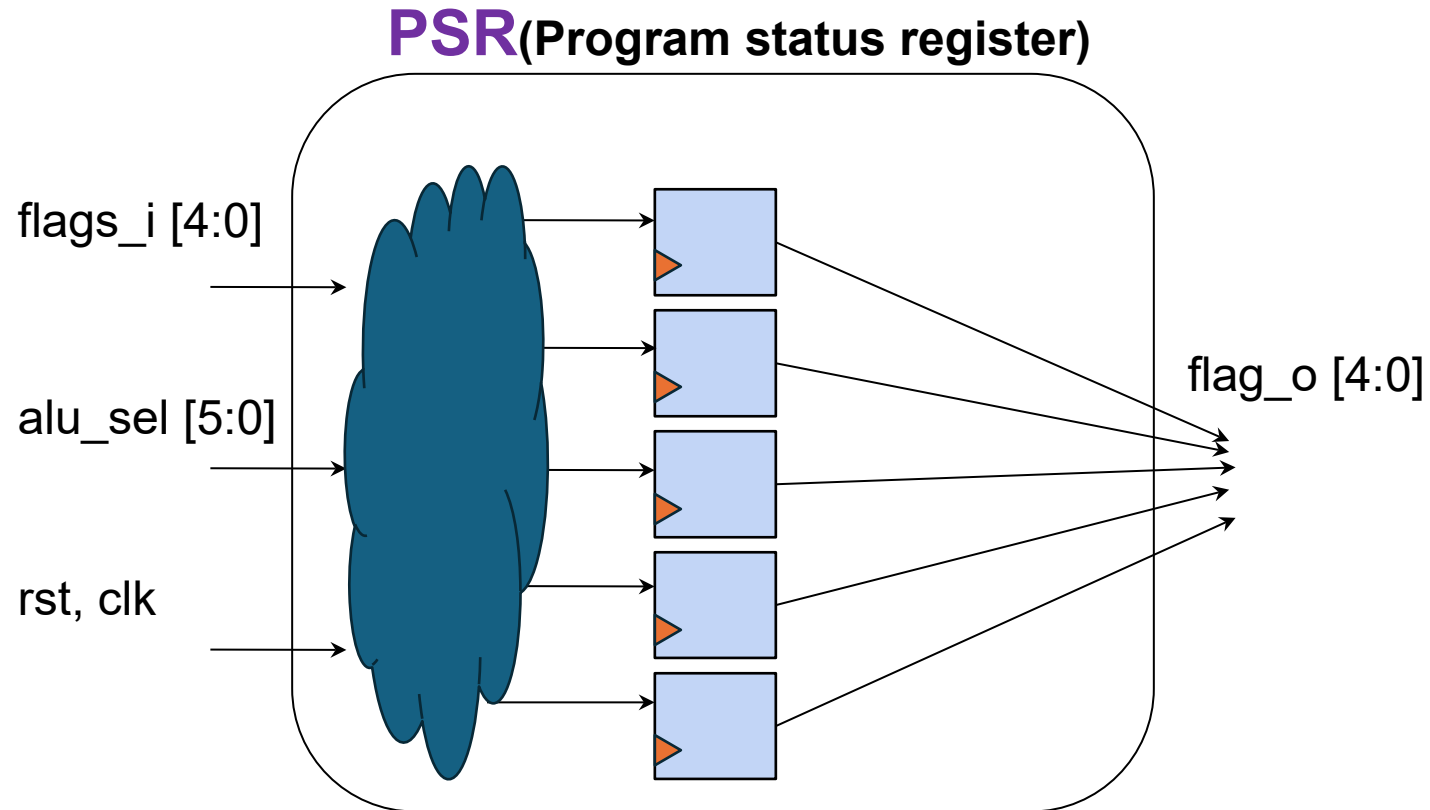 PSR(Program status register)
flags_i [4:0]
alu_sel [5:0]
rst, clk
flag_o [4:0]